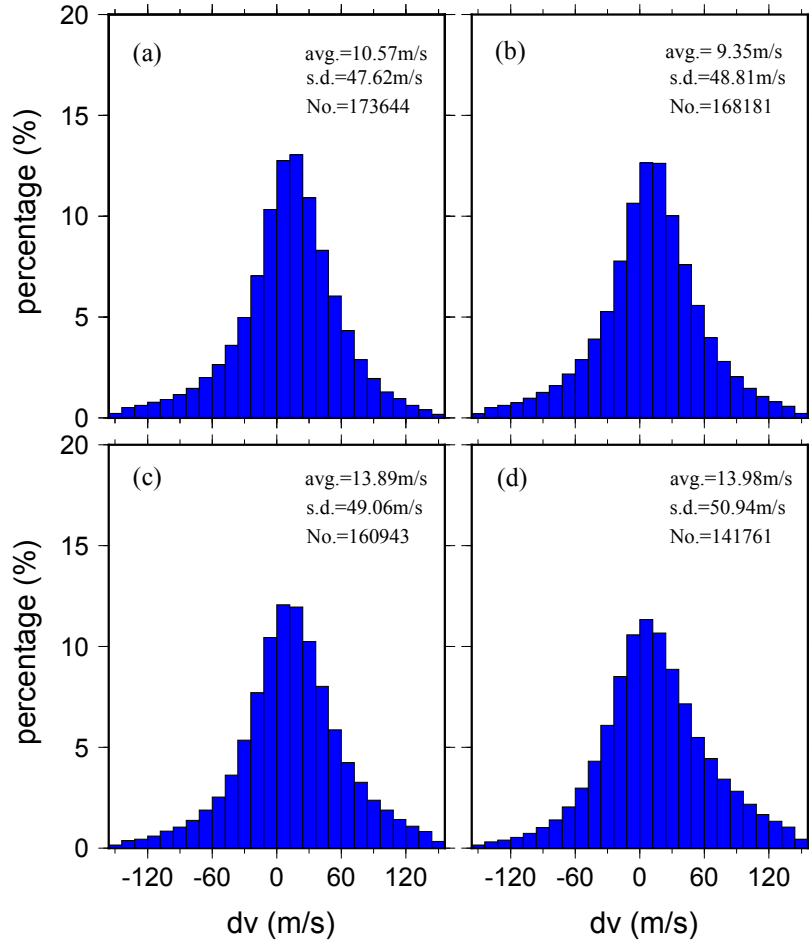 20
15
10
5
0
percentage (%)
(a)
avg.=10.57m/s
s.d.=47.62m/s
No.=173644
(b)
avg.= 9.35m/s
s.d.=48.81m/s
No.=168181
20
15
10
5
0
percentage (%)
(c)
avg.=13.89m/s
s.d.=49.06m/s
No.=160943
(d)
avg.=13.98m/s
s.d.=50.94m/s
No.=141761
-120 -60 0 60 120
-120 -60 0 60 120
dv (m/s)
dv (m/s)